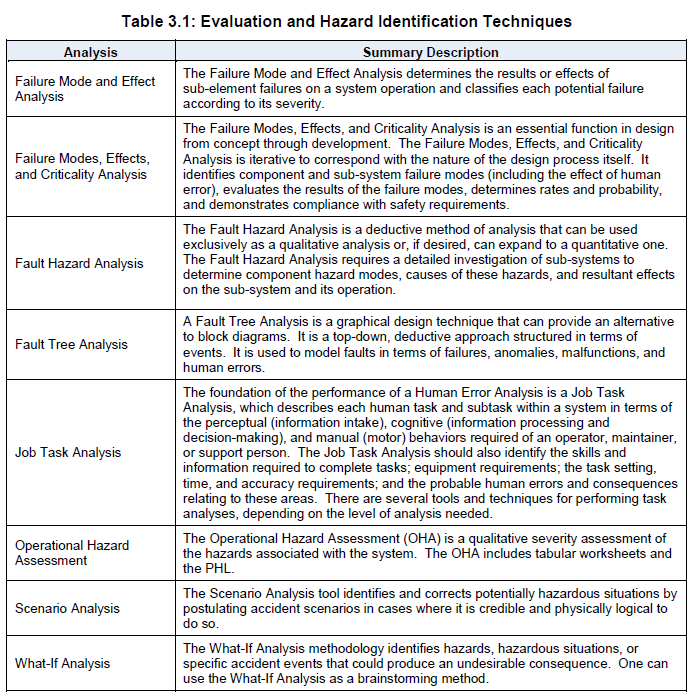 Table 3.1: Evaluation and Hazard Identification Techniques
Analysis
Summary Description
Failure Mode and Effect
Analysis
The Failure Mode and Effect Analysis determines the results or effects of
sub-element failures on a system operation and classifies each potential failure
according to its severity.
Failure Modes, Effects,
and Criticality Analysis
The Failure Modes, Effects, and Criticality Analysis is an essential function in design
from concept through development. The Failure Modes, Effects, and Criticality
Analysis is iterative to correspond with the nature of the design process itself. It
identifies component and sub-system failure modes (including the effect of human
error), evaluates the results of the failure modes, determines rates and probability,
and demonstrates compliance with safety requirements.
Fault Hazard Analysis
The Fault Hazard Analysis is a deductive method of analysis that can be used
exclusively as a qualitative analysis or, if desired, can expand to a quantitative one.
The Fault Hazard Analysis requires a detailed investigation of sub-systems to
determine component hazard modes, causes of these hazards, and resultant effects
on the sub-system and its operation.
Fault Tree Analysis
A Fault Tree Analysis is a graphical design technique that can provide an alternative
to block diagrams. It is a top-down, deductive approach structured in terms of
events. It is used to model faults in terms of failures, anomalies, malfunctions, and
human errors.
Job Task Analysis
The foundation of the performance of a Human Error Analysis is a Job Task
Analysis, which describes each human task and subtask within a system in terms of
the perceptual (information intake), cognitive (information processing and
decision-making), and manual (motor) behaviors required of an operator, maintainer,
or support person. The Job Task Analysis should also identify the skills and
information required to complete tasks; equipment requirements; the task setting,
time, and accuracy requirements; and the probable human errors and consequences
relating to these areas. There are several tools and techniques for performing task
analyses, depending on the level of analysis needed.
Operational Hazard
Assessment
The Operational Hazard Assessment (OHA) is a qualitative severity assessment of
the hazards associated with the system. The OHA includes tabular worksheets and
the PHL.
Scenario Analysis
The Scenario Analysis tool identifies and corrects potentially hazardous situations by
postulating accident scenarios in cases where it is credible and physically logical to
do so.
What-If Analysis
The What-If Analysis methodology identifies hazards, hazardous situations, or
specific accident events that could produce an undesirable consequence. One can
use the What-If Analysis as a brainstorming method.